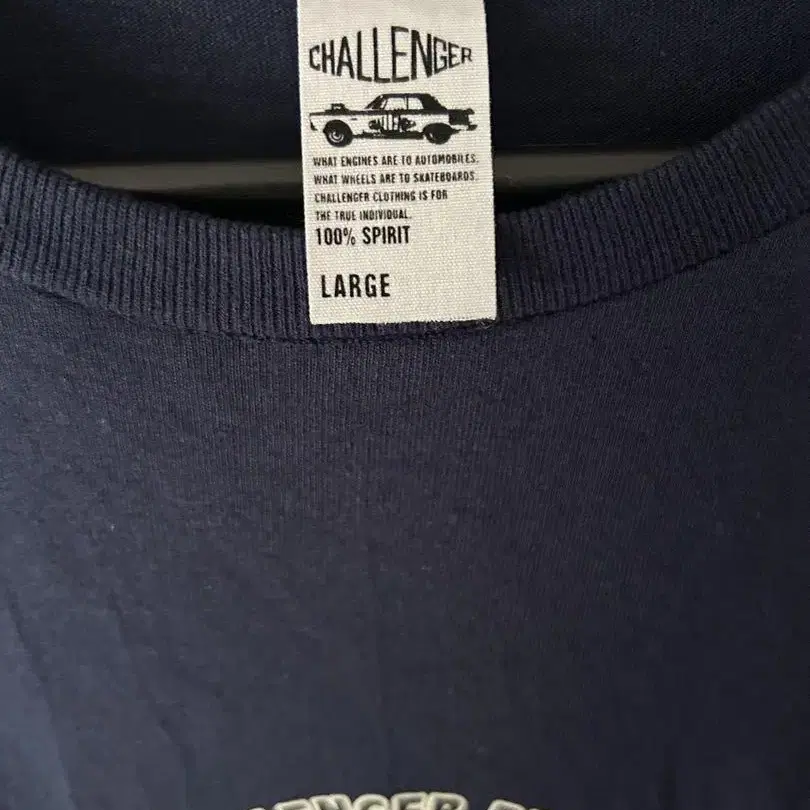 CHALLENGER
WHAT ENGINES ARE TO AUTOMOBILES.
WHAT WHEELS ARE TO SKATEBOARDS.
CHALLENGER CLOTHING IS FOR
THE TRUE INDIVIDUAL.
100% SPIRIT
LARGE
LENGER